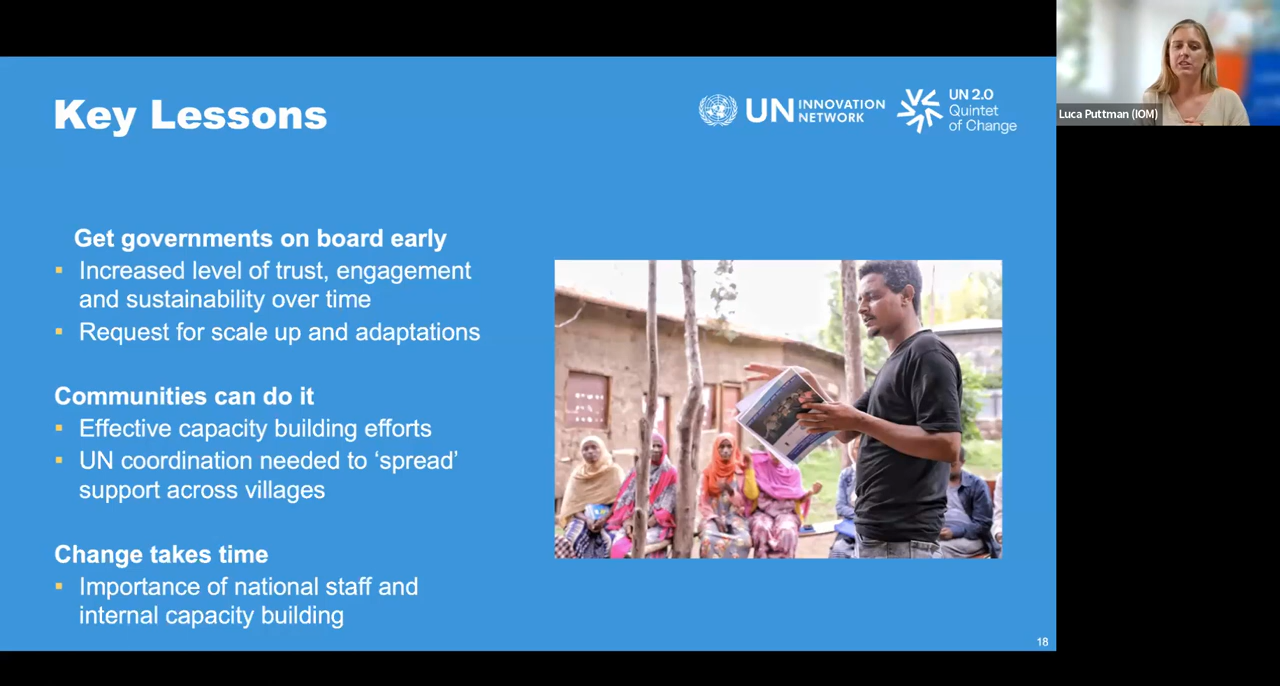 Key Lessons
UN INNOVATION
NETWORK
UN 2.0
Quintet
of Change
Luca Puttman (IOM)
Get governments on board early
▪ Increased level of trust, engagement
and sustainability over time
▪ Request for scale up and adaptations
Communities can do it
▪ Effective capacity building efforts
▪ UN coordination needed to ‘spread’
support across villages
Change takes time
▪ Importance of national staff and
internal capacity building
18